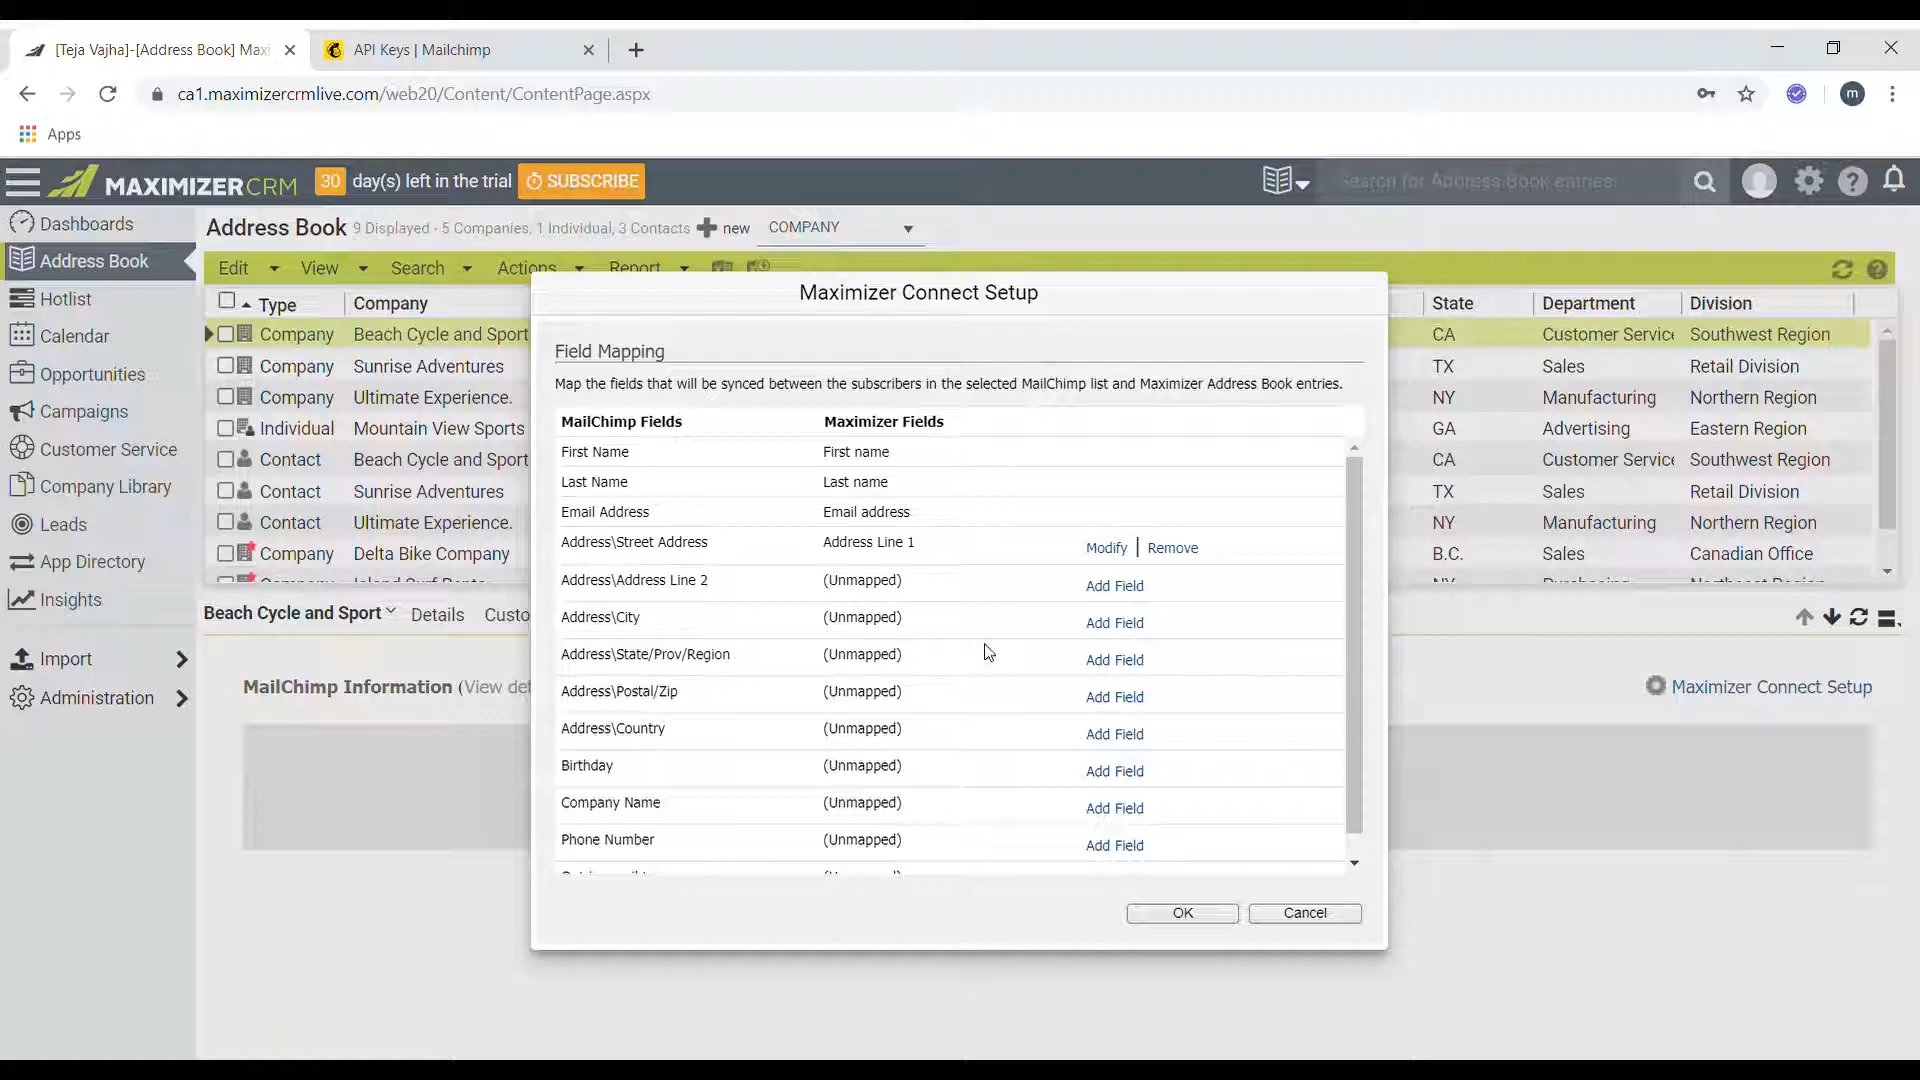 [Teja Vajha]-[Address Book] Maxi
API Keys | Mailchimp
ca1.maximizercrmlive.com/web20/Content/ContentPage.aspx
m
Apps
MAXIMIZERCRM
30 day(s) left in the trial
SUBSCRIBE
Search for Address Book entries:
Dashboards
Address Book
Hotlist
Calendar
Opportunities
Campaigns
Customer Service
Company Library
Leads
App Directory
Insights
Import
Administration
Address Book 9 Displayed - 5 Companies, 1 Individual, 3 Contacts new COMPANY
Edit View Search Actions Report
Type Company State Department Division
Company Beach Cycle and Sport CA Customer Service Southwest Region
Company Sunrise Adventures TX Sales Retail Division
Company Ultimate Experience. NY Manufacturing Northern Region
Individual Mountain View Sports GA Advertising Eastern Region
Contact Beach Cycle and Sport CA Customer Service Southwest Region
Contact Sunrise Adventures TX Sales Retail Division
Contact Ultimate Experience. NY Manufacturing Northern Region
Company Delta Bike Company B.C. Sales Canadian Office
Beach Cycle and Sport Details Custo
MailChimp Information (View det
Maximizer Connect Setup
Maximizer Connect Setup
Field Mapping
Map the fields that will be synced between the subscribers in the selected MailChimp list and Maximizer Address Book entries.
MailChimp Fields Maximizer Fields
First Name First name
Last Name Last name
Email Address Email address
Address\Street Address Address Line 1 Modify | Remove
Address\Address Line 2 (Unmapped) Add Field
Address\City (Unmapped) Add Field
Address\State/Prov/Region (Unmapped) Add Field
Address\Postal/Zip (Unmapped) Add Field
Address\Country (Unmapped) Add Field
Birthday (Unmapped) Add Field
Company Name (Unmapped) Add Field
Phone Number (Unmapped) Add Field
OK Cancel